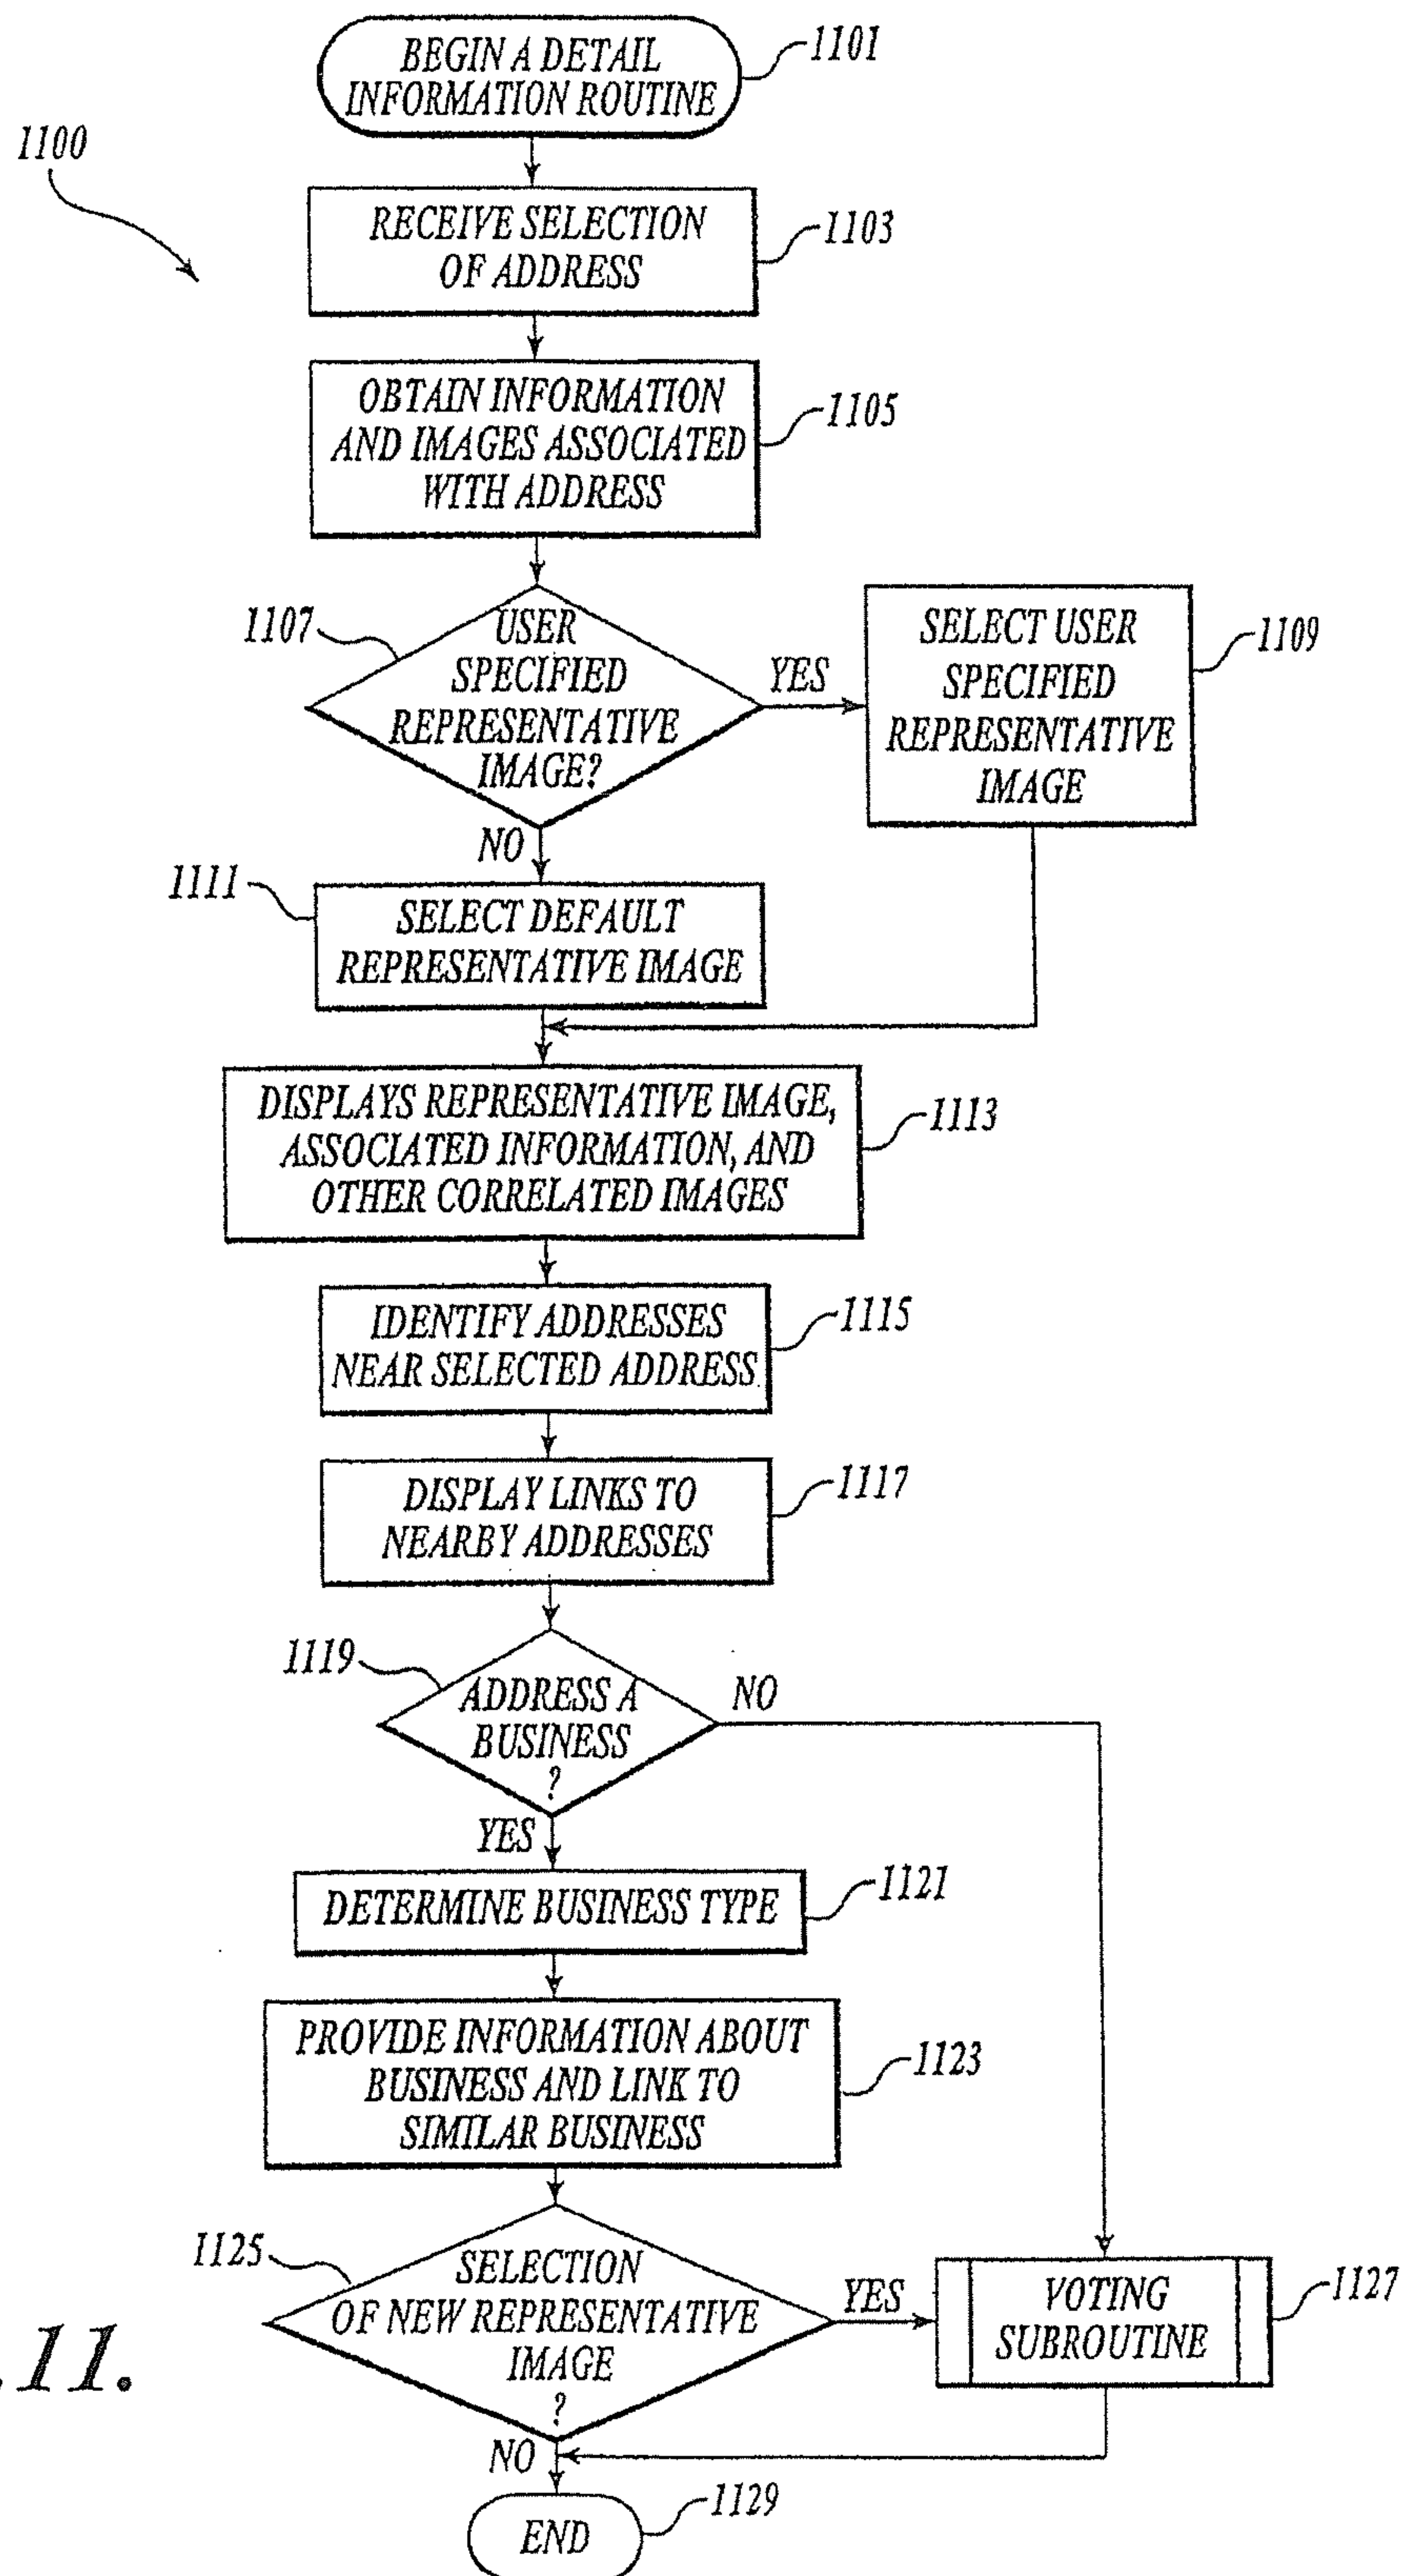 BEGIN A DETAIL
INFORMATION ROUTINE
1101
1100
RECEIVE SELECTION
OF ADDRESS
1103
OBTAIN INFORMATION
AND IMAGES ASSOCIATED
WITH ADDRESS
1105
1107
USER
SPECIFIED
REPRESENTATIVE
IMAGE?
YES
SELECT USER
SPECIFIED
REPRESENTATIVE
IMAGE
1109
NO
1111
SELECT DEFAULT
REPRESENTATIVE IMAGE
DISPLAYS REPRESENTATIVE IMAGE,
ASSOCIATED INFORMATION, AND
OTHER CORRELATED IMAGES
1113
IDENTIFY ADDRESSES
NEAR SELECTED ADDRESS
1115
DISPLAY LINKS TO
NEARBY ADDRESSES
1117
1119
ADDRESS A
BUSINESS
?
NO
YES
DETERMINE BUSINESS TYPE
1121
PROVIDE INFORMATION ABOUT
BUSINESS AND LINK TO
SIMILAR BUSINESS
1123
1125
SELECTION
OF NEW REPRESENTATIVE
IMAGE
?
YES
VOTING
SUBROUTINE
1127
.11.
NO
END
1129